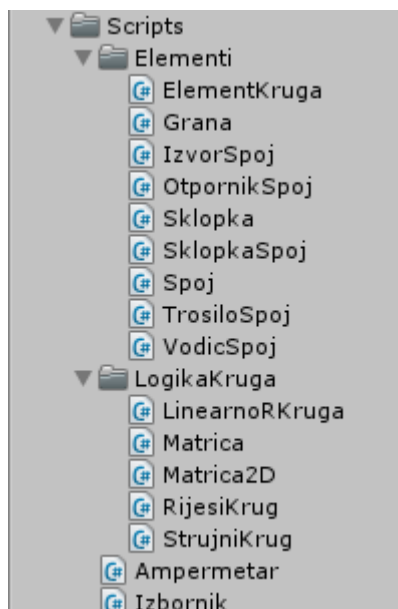 Scripts
Elementi
ElementKruga
Grana
IzvorSpoj
OtpornikSpoj
Sklopka
SklopkaSpoj
Spoj
TrosiloSpoj
VodicSpoj
LogikaKruga
LinearnoRKruga
Matrica
Matrica2D
RijesiKrug
StrujniKrug
Ampermetar
Izbornik